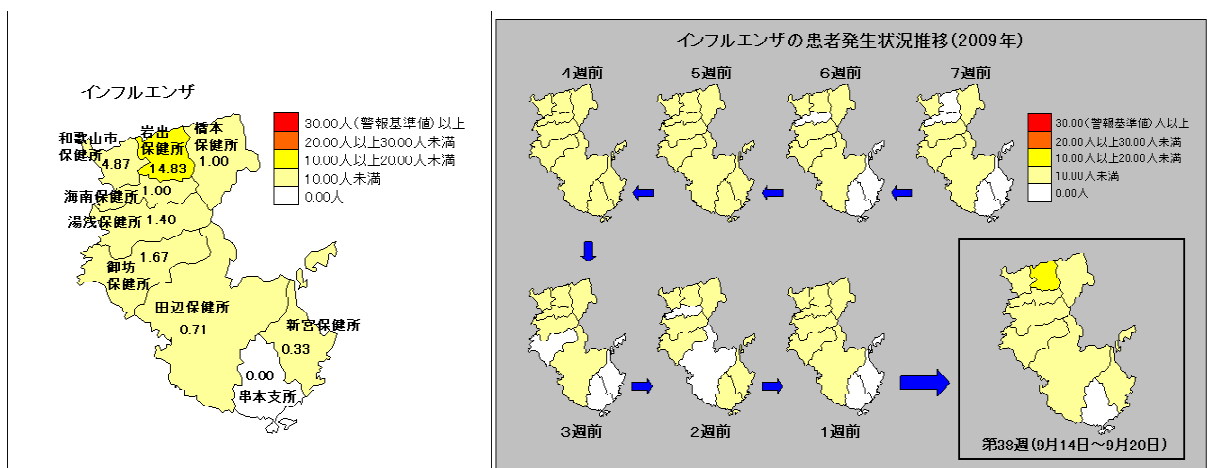 インフルエンザ
和歌山市
保健所
4.87
岩出
保健所
14.83
橋本
保健所
1.00
1.00
海南保健所
湯浅保健所 1.40
1.67
御坊
保健所
田辺保健所
0.71
新宮保健所
0.33
0.00
串本支所
30.00人(警報基準値)以上
20.00人以上30.00人未満
10.00人以上20.00人未満
10.00人未満
0.00人
インフルエンザの患者発生状況推移(2009年)
4週前
5週前
6週前
7週前
30.00(警報基準値)人以上
20.00人以上30.00人未満
10.00人以上20.00人未満
10.00人未満
0.00人
3週前
2週前
1週前
第38週(9月14日~9月20日)